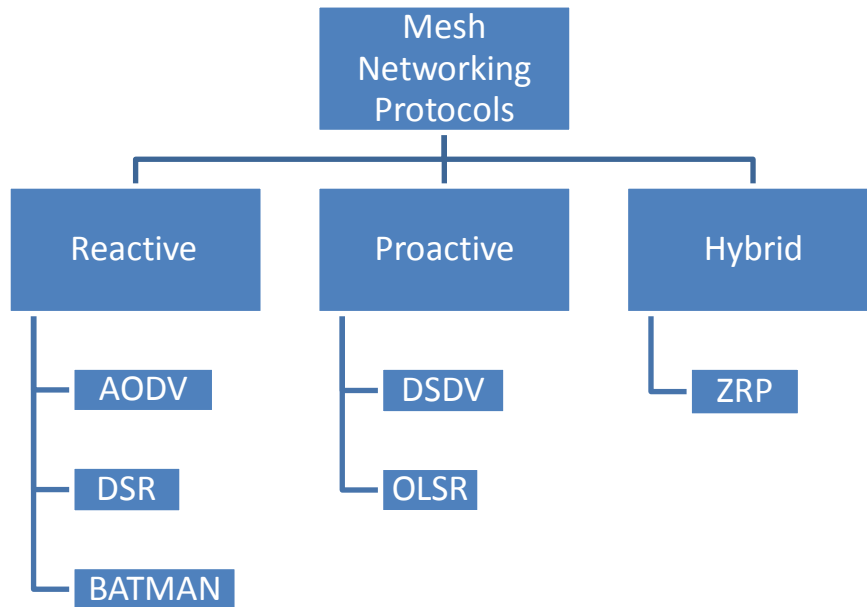 Mesh
Networking
Protocols
Reactive
Proactive
Hybrid
AODV
DSDV
ZRP
DSR
OLSR
BATMAN